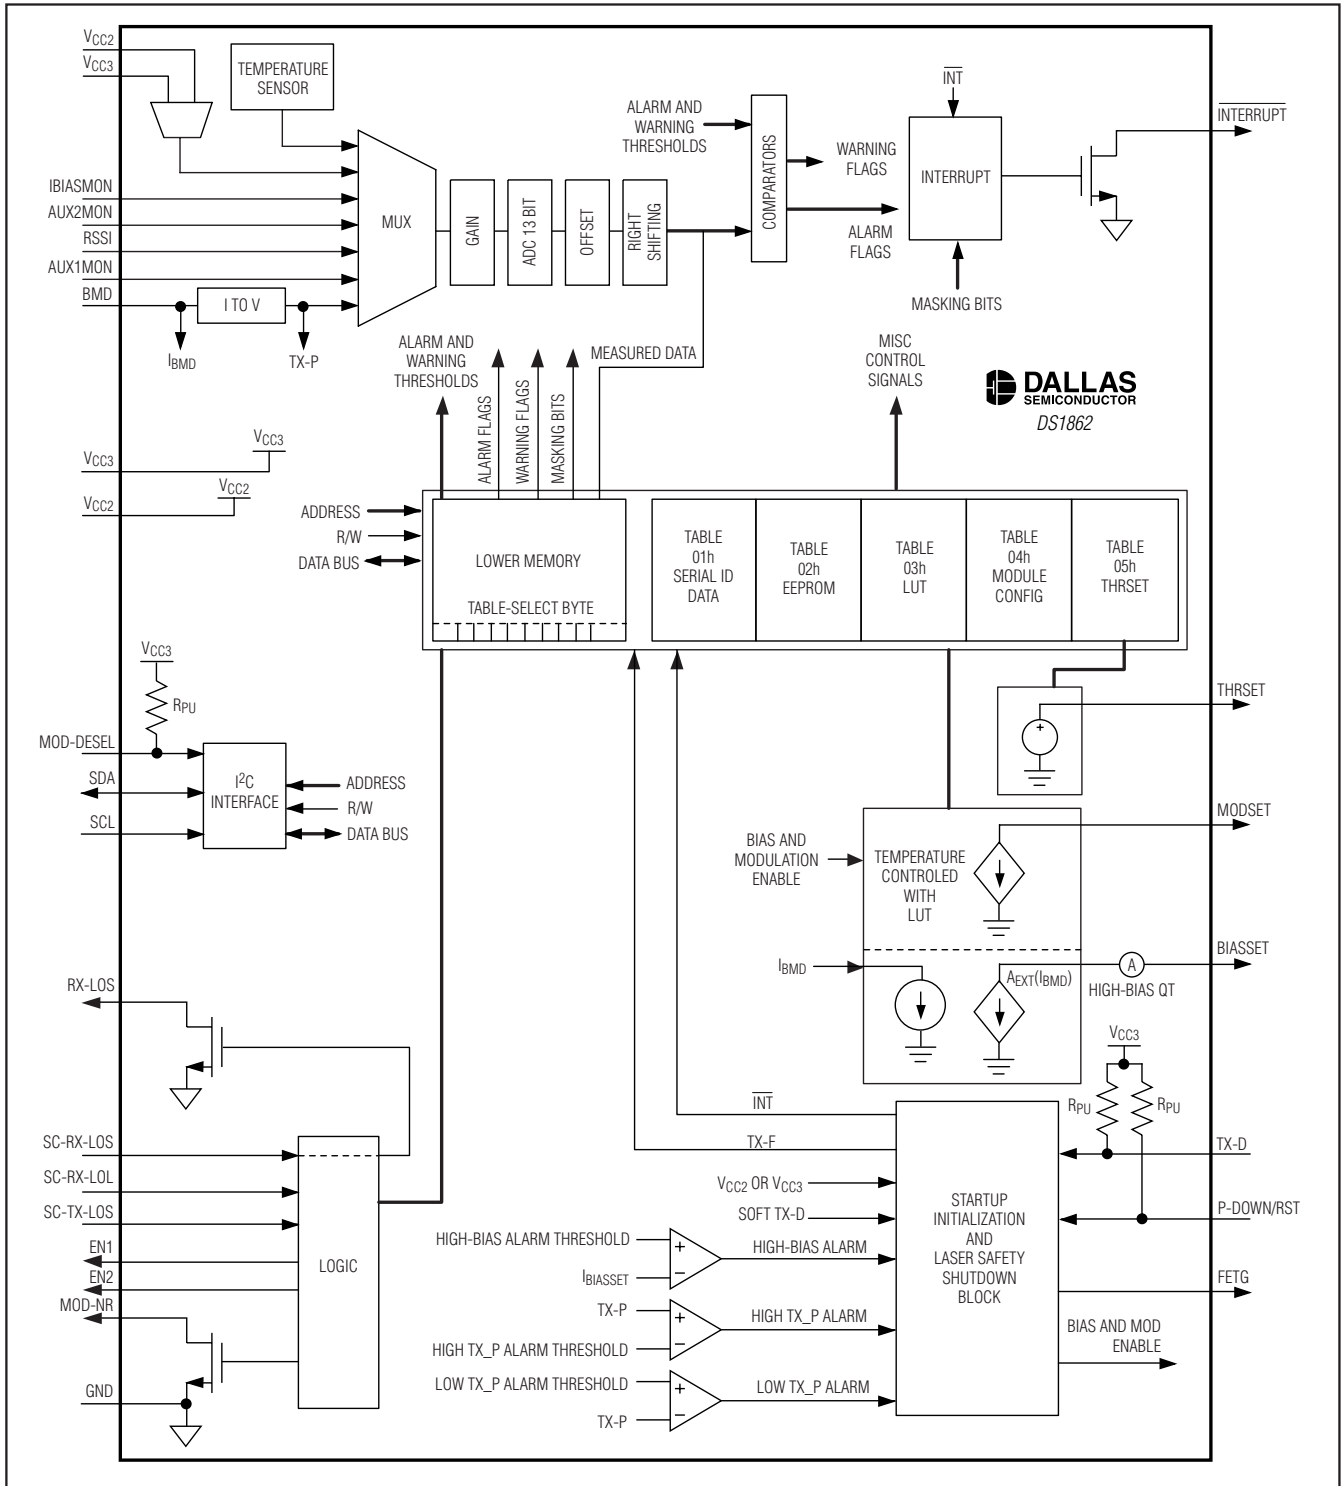 VCC2
VCC3
TEMPERATURE
SENSOR
IBIASMON
AUX2MON
RSSI
AUX1MON
BMD
I TO V
IBMD
TX-P
MUX
GAIN
ADC 13 BIT
OFFSET
RIGHT
SHIFTING
ALARM AND
WARNING
THRESHOLDS
COMPARATORS
WARNING
FLAGS
ALARM
FLAGS
INT
INTERRUPT
MASKING BITS
INTERRUPT
ALARM AND
WARNING
THRESHOLDS
ALARM FLAGS
WARNING FLAGS
MASKING BITS
MEASURED DATA
MISC
CONTROL
SIGNALS
DALLAS
SEMICONDUCTOR
DS1862
VCC3
VCC3
VCC2
VCC2
ADDRESS
R/W
DATA BUS
LOWER MEMORY
TABLE-SELECT BYTE
TABLE
01h
SERIAL ID
DATA
TABLE
02h
EEPROM
TABLE
03h
LUT
TABLE
04h
MODULE
CONFIG
TABLE
05h
THRSET
VCC3
RPU
MOD-DESEL
SDA
SCL
I2C
INTERFACE
ADDRESS
R/W
DATA BUS
THRSET
MODSET
BIAS AND
MODULATION
ENABLE
TEMPERATURE
CONTROLED
WITH
LUT
IBMD
AEXT(IBMD)
A
HIGH-BIAS QT
BIASSET
RX-LOS
SC-RX-LOS
SC-RX-LOL
SC-TX-LOS
EN1
EN2
MOD-NR
GND
LOGIC
VCC3
RPU
RPU
INT
TX-F
VCC2 OR VCC3
SOFT TX-D
HIGH-BIAS ALARM THRESHOLD
IBIASSET
+
−
HIGH-BIAS ALARM
TX-P
HIGH TX_P ALARM THRESHOLD
+
−
HIGH TX_P ALARM
LOW TX_P ALARM THRESHOLD
TX-P
+
−
LOW TX_P ALARM
STARTUP
INITIALIZATION
AND
LASER SAFETY
SHUTDOWN
BLOCK
TX-D
P-DOWN/RST
FETG
BIAS AND MOD
ENABLE
+